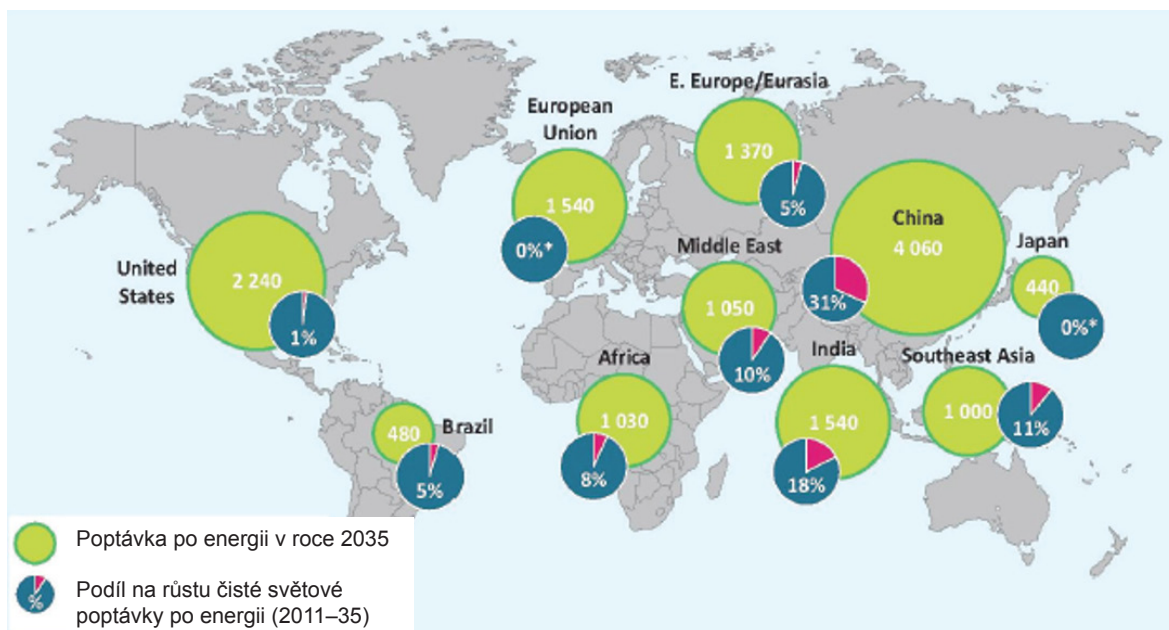 E. Europe/Eurasia
1 370
5%
European
Union
1 540
0%*
China
4 060
31%
Japan
440
0%*
United
States
2 240
1%
Middle East
1 050
10%
Africa
1 030
8%
India
1 540
18%
Southeast Asia
1 000
11%
480
Brazil
5%
Poptávka po energii v roce 2035
%
Podíl na růstu čisté světové
poptávky po energii (2011–35)